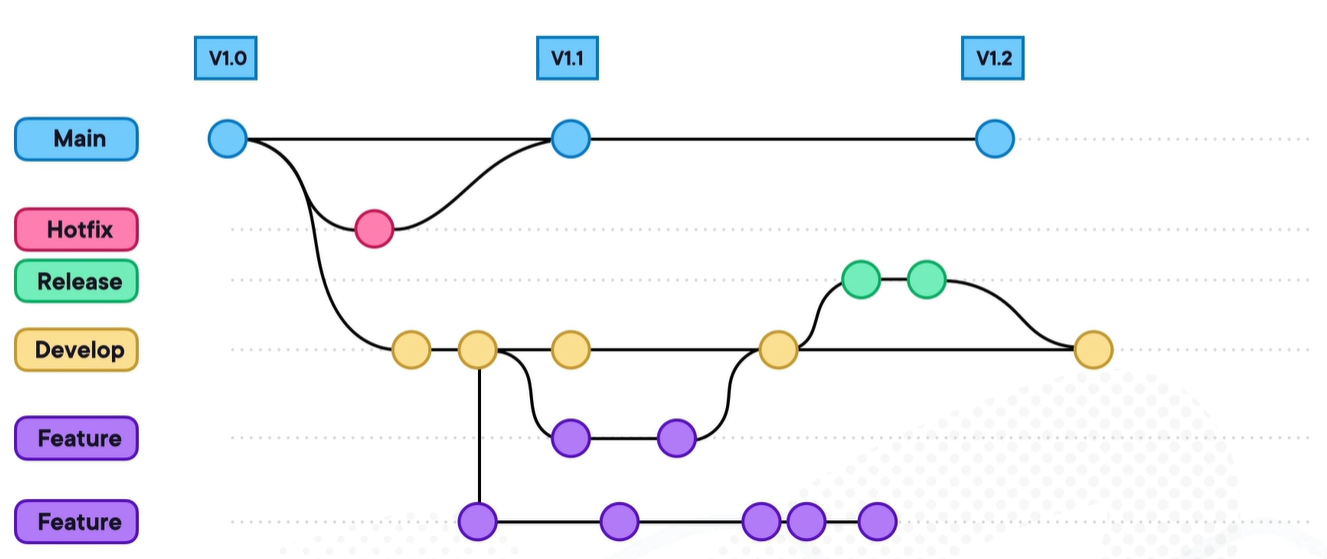 V1.0
V1.1
V1.2
Main
Hotfix
Release
Develop
Feature
Feature